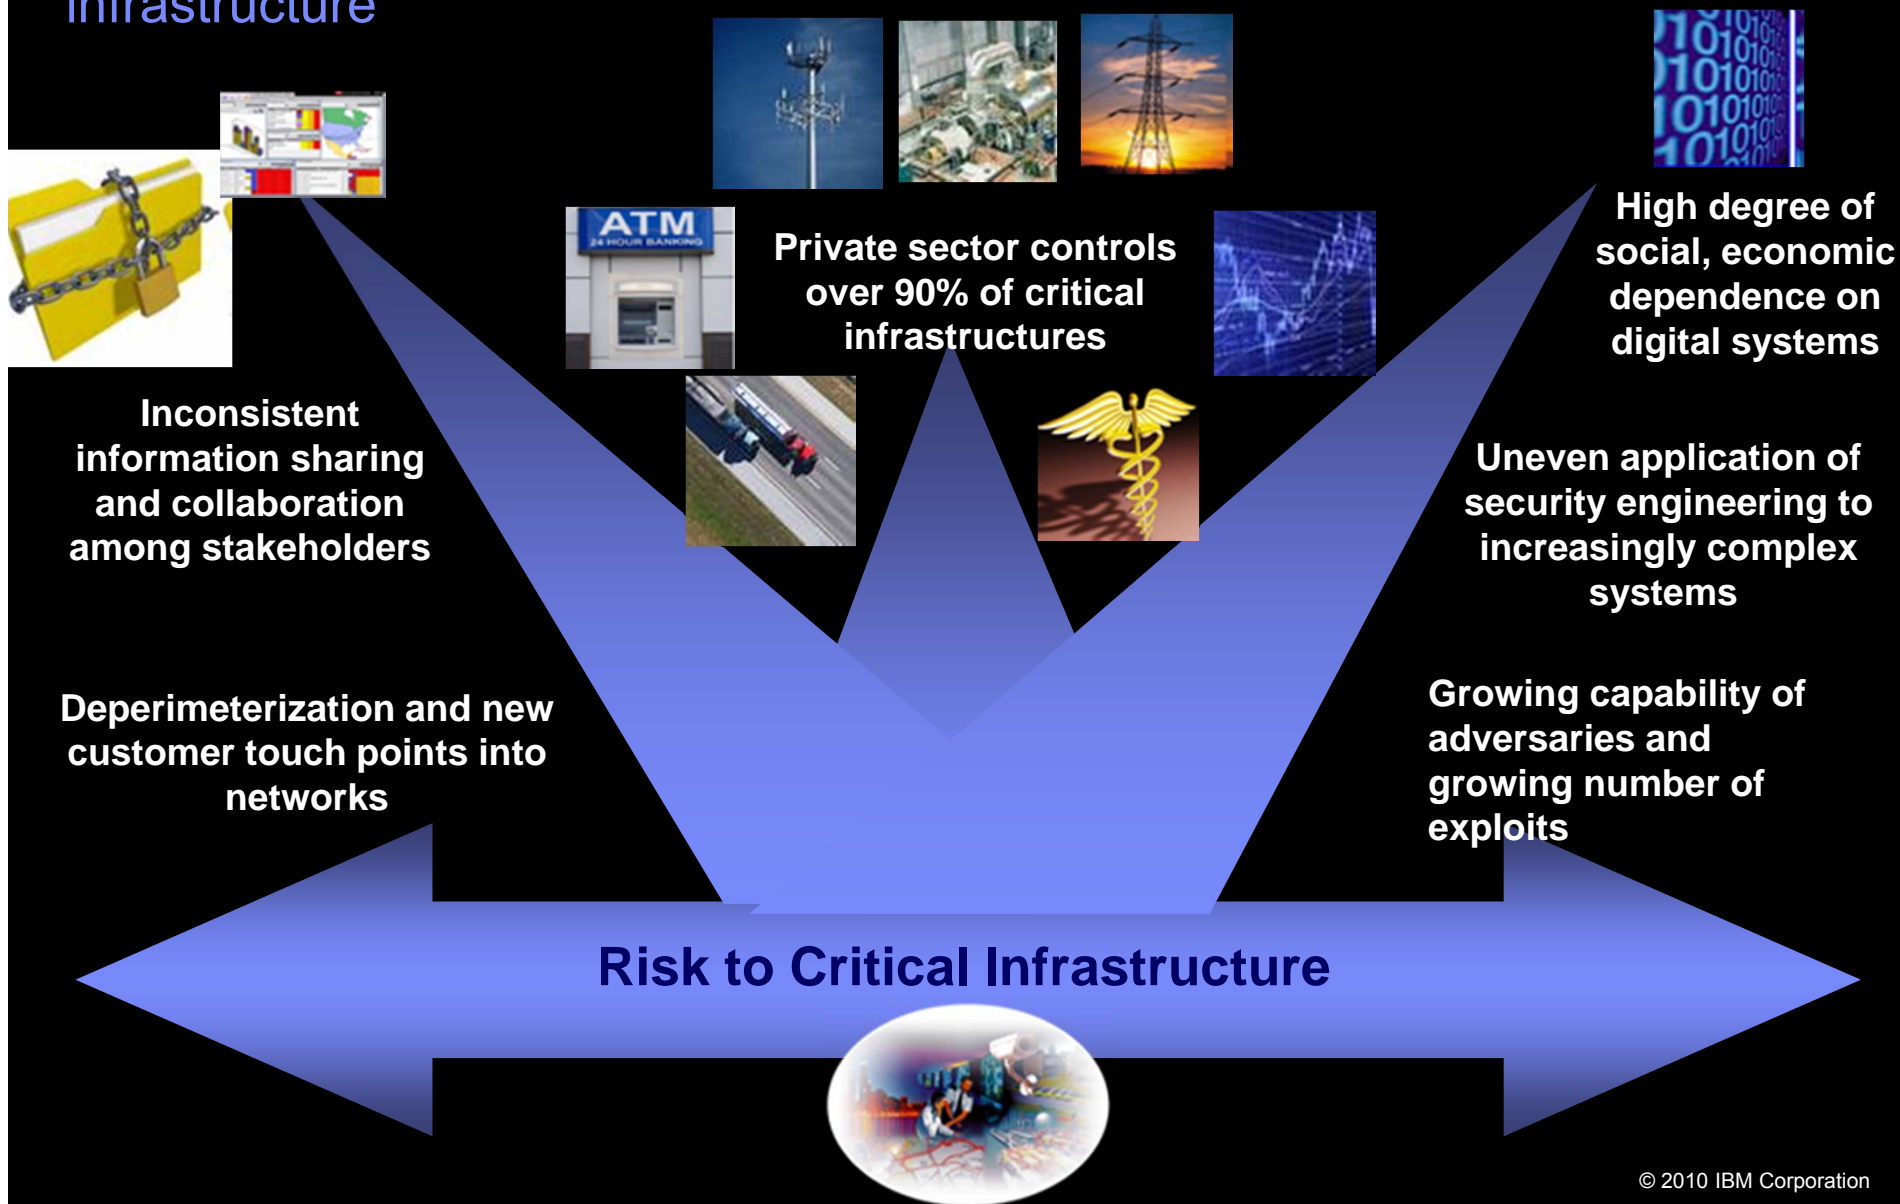 infrastructure
ATM
24 HOUR BANKING
Private sector controls
over 90% of critical
infrastructures
High degree of
social, economic
dependence on
digital systems
Inconsistent
information sharing
and collaboration
among stakeholders
Uneven application of
security engineering to
increasingly complex
systems
Deperimeterization and new
customer touch points into
networks
Growing capability of
adversaries and
growing number of
exploits
Risk to Critical Infrastructure
© 2010 IBM Corporation